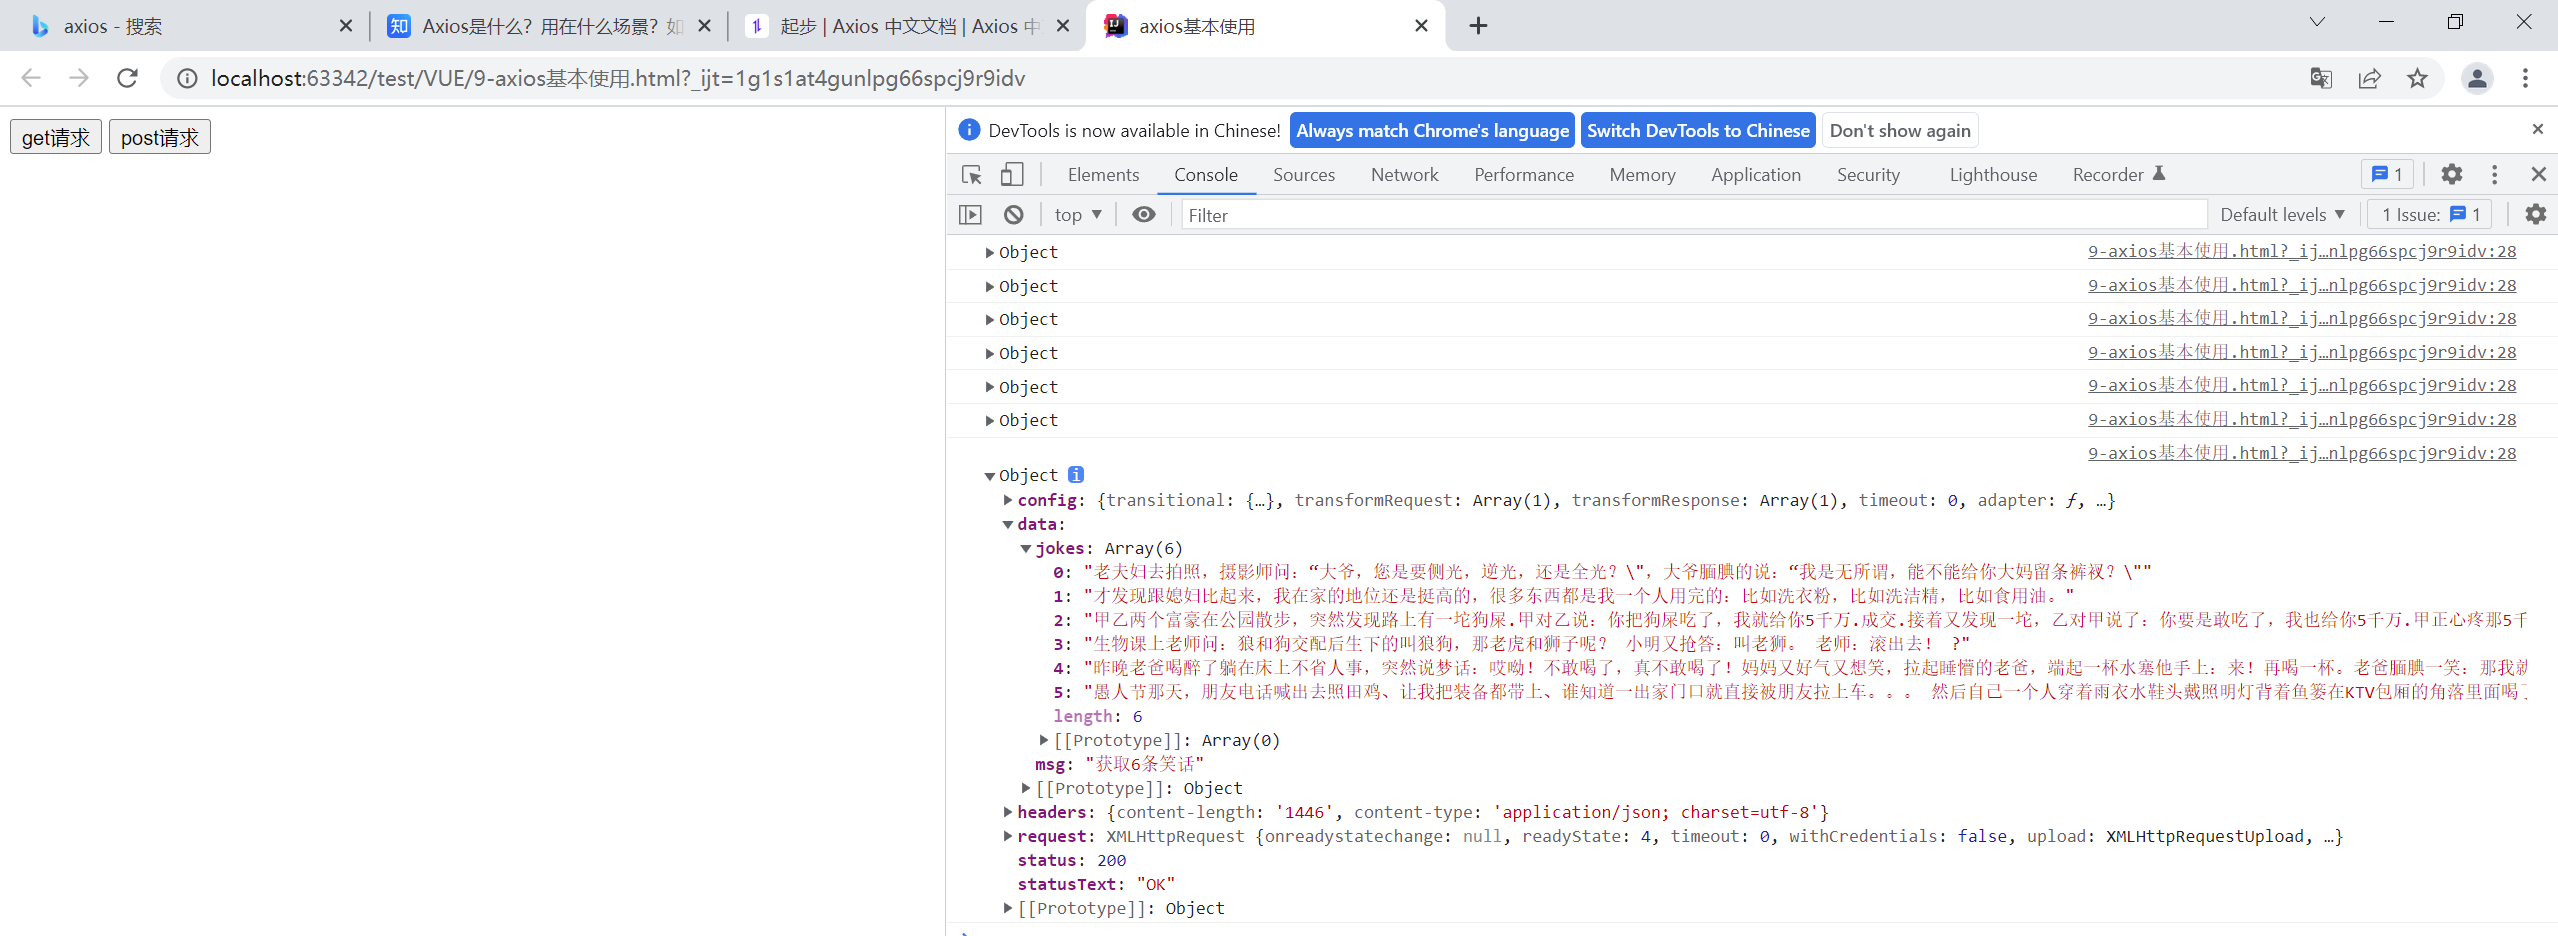 axios - 搜索
Axios是什么？用在什么场景？如
起步 | Axios 中文文档 | Axios 中
axios基本使用
localhost:63342/test/VUE/9-axios基本使用.html?_ijt=1g1s1at4gunlpg66spcj9r9idv
get请求 post请求
DevTools is now available in Chinese! Always match Chrome's language Switch DevTools to Chinese Don't show again
Elements Console Sources Network Performance Memory Application Security Lighthouse Recorder 1
top Filter Default levels 1 Issue: 1
Object 9-axios基本使用.html?_ij…nlpg66spcj9r9idv:28
Object 9-axios基本使用.html?_ij…nlpg66spcj9r9idv:28
Object 9-axios基本使用.html?_ij…nlpg66spcj9r9idv:28
Object 9-axios基本使用.html?_ij…nlpg66spcj9r9idv:28
Object 9-axios基本使用.html?_ij…nlpg66spcj9r9idv:28
Object 9-axios基本使用.html?_ij…nlpg66spcj9r9idv:28
9-axios基本使用.html?_ij…nlpg66spcj9r9idv:28
Object i
config: {transitional: {…}, transformRequest: Array(1), transformResponse: Array(1), timeout: 0, adapter: ƒ, …}
data:
jokes: Array(6)
0: "老夫妇去拍照，摄影师问：“大爷，您是要侧光，逆光，还是全光？\"，大爷腼腆的说：“我是无所谓，能不能给你大妈留条裤衩？\""
1: "才发现跟媳妇比起来，我在家的地位还是挺高的，很多东西都是我一个人用完的：比如洗衣粉，比如洗洁精，比如食用油。"
2: "甲乙两个富豪在公园散步，突然发现路上有一坨狗屎.甲对乙说：你把狗屎吃了，我就给你5千万.成交.接着又发现一坨，乙对甲说了：你要是敢吃了，我也给你5千万.甲正心疼那5千
3: "生物课上老师问：狼和狗交配后生下的叫狼狗，那老虎和狮子呢？ 小明又抢答：叫老狮。 老师：滚出去！ ?"
4: "昨晚老爸喝醉了躺在床上不省人事，突然说梦话：哎呦！不敢喝了，真不敢喝了！妈妈又好气又想笑，拉起睡懵的老爸，端起一杯水塞他手上：来！再喝一杯。老爸腼腆一笑：那我就
5: "愚人节那天，朋友电话喊出去照田鸡、让我把装备都带上、谁知道一出家门口就直接被朋友拉上车。。。 然后自己一个人穿着雨衣水鞋头戴照明灯背着鱼篓在KTV包厢的角落里面喝了
length: 6
[[Prototype]]: Array(0)
msg: "获取6条笑话"
[[Prototype]]: Object
headers: {content-length: '1446', content-type: 'application/json; charset=utf-8'}
request: XMLHttpRequest {onreadystatechange: null, readyState: 4, timeout: 0, withCredentials: false, upload: XMLHttpRequestUpload, …}
status: 200
statusText: "OK"
[[Prototype]]: Object